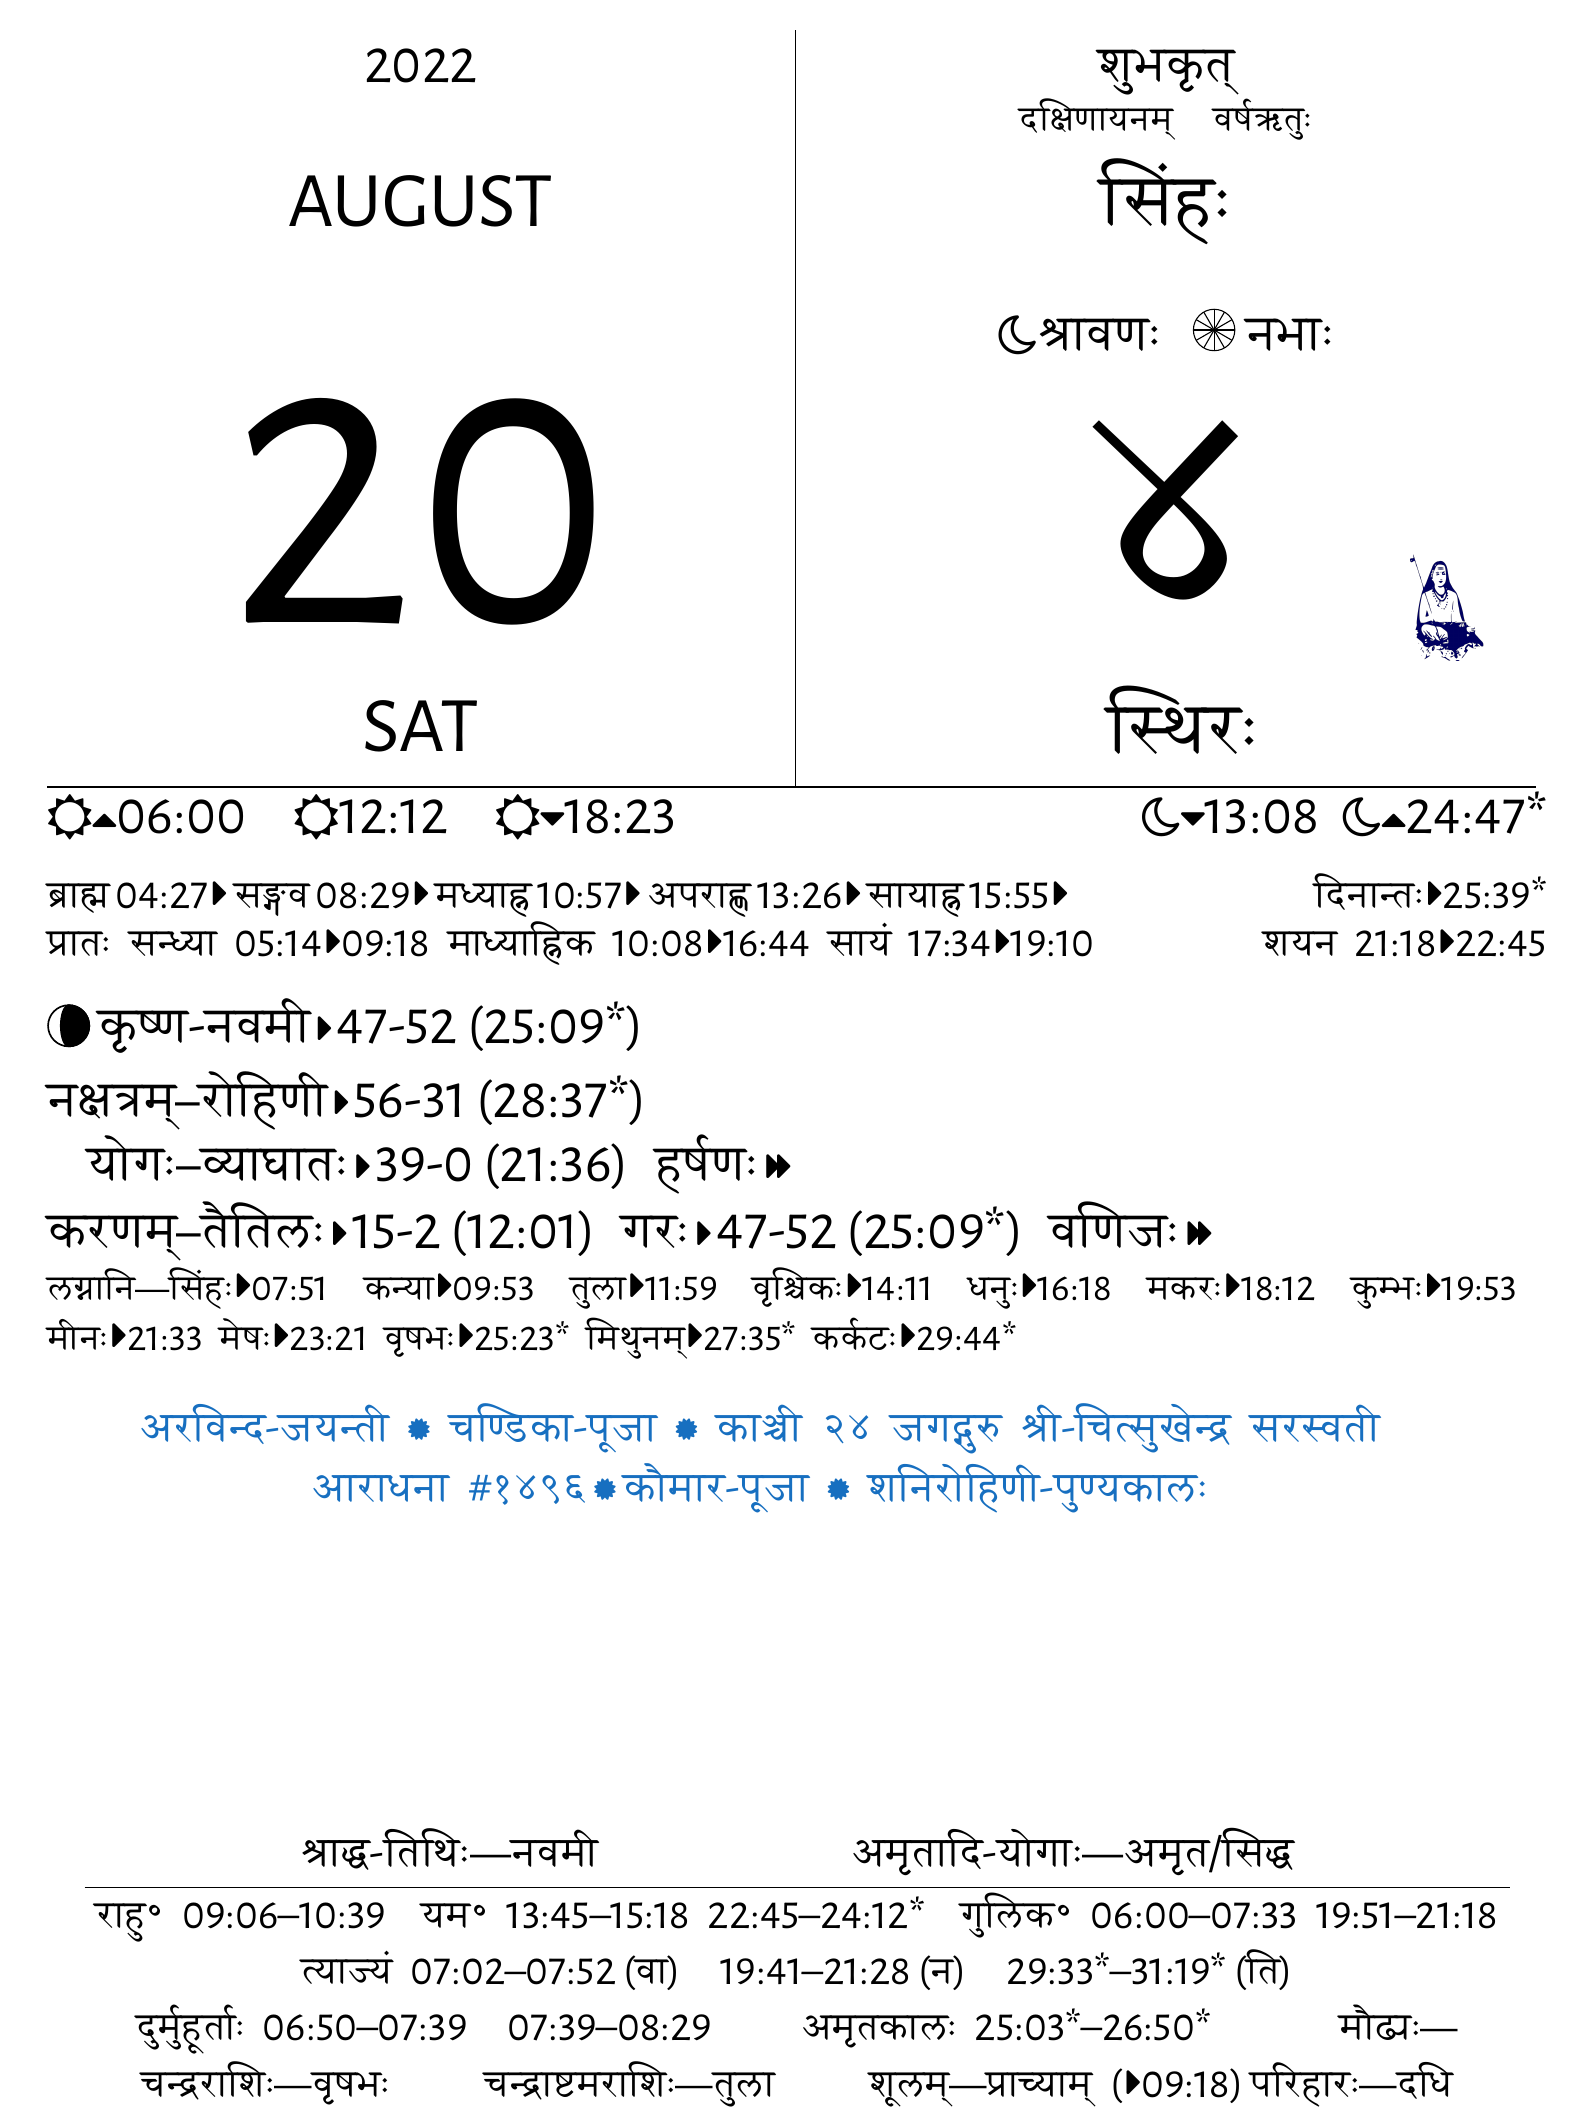 2022
AUGUST
20
SAT
शुभकृत्
दक्षिणायनम् वर्षऋतुः
सिंहः
श्रावणः नभाः
४
स्थिरः
06:00 12:12 18:23 13:08 24:47*
ब्राह्म 04:27 सङ्गव 08:29 मध्याह्न 10:57 अपराह्ण 13:26 सायाह्न 15:55 दिनान्तः 25:39*
प्रातः सन्ध्या 05:14 09:18 माध्याह्निक 10:08 16:44 सायं 17:34 19:10 शयन 21:18 22:45
कृष्ण-नवमी 47-52 (25:09*)
नक्षत्रम्–रोहिणी 56-31 (28:37*)
योगः–व्याघातः 39-0 (21:36) हर्षणः
करणम्–तैतिलः 15-2 (12:01) गरः 47-52 (25:09*) वणिजः
लग्नानि—सिंहः 07:51 कन्या 09:53 तुला 11:59 वृश्चिकः 14:11 धनुः 16:18 मकरः 18:12 कुम्भः 19:53
मीनः 21:33 मेषः 23:21 वृषभः 25:23* मिथुनम् 27:35* कर्कटः 29:44*
अरविन्द-जयन्ती चण्डिका-पूजा काञ्ची २४ जगद्गुरु श्री-चित्सुखेन्द्र सरस्वती
आराधना #१४९६ कौमार-पूजा शनिरोहिणी-पुण्यकालः
श्राद्ध-तिथिः—नवमी अमृतादि-योगाः—अमृत/सिद्ध
राहु॰ 09:06–10:39 यम॰ 13:45–15:18 22:45–24:12* गुलिक॰ 06:00–07:33 19:51–21:18
त्याज्यं 07:02–07:52 (वा) 19:41–21:28 (न) 29:33*–31:19* (ति)
दुर्मुहूर्ताः 06:50–07:39 07:39–08:29 अमृतकालः 25:03*–26:50* मौढ्यः—
चन्द्रराशिः—वृषभः चन्द्राष्टमराशिः—तुला शूलम्—प्राच्याम् (09:18) परिहारः—दधि